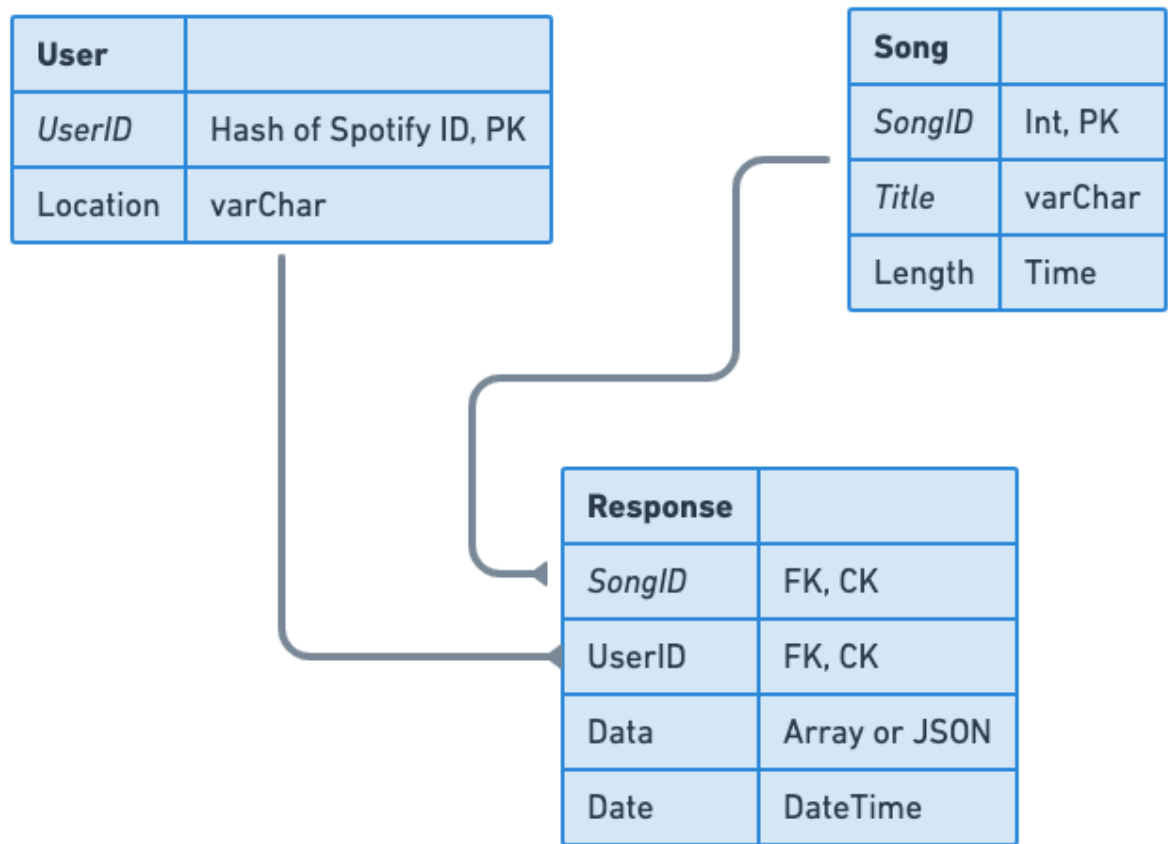 User
UserID Hash of Spotify ID, PK
Location varChar
Song
SongID Int, PK
Title varChar
Length Time
Response
SongID FK, CK
UserID FK, CK
Data Array or JSON
Date DateTime